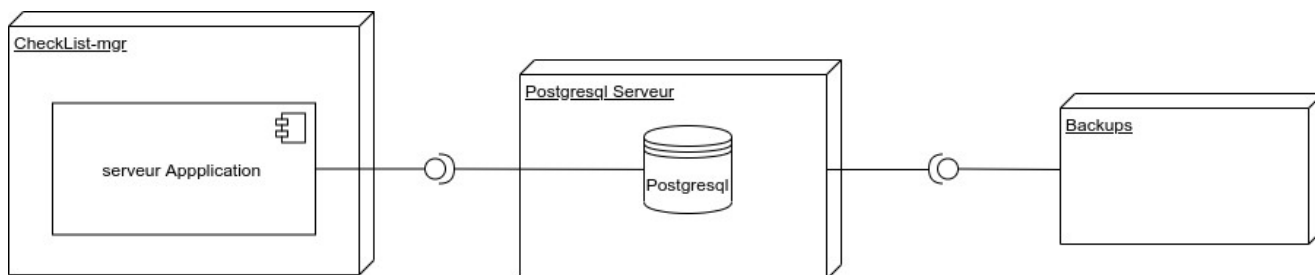 CheckList-mgr
serveur Appplication
Postgresql Serveur
Postgresql
Backups